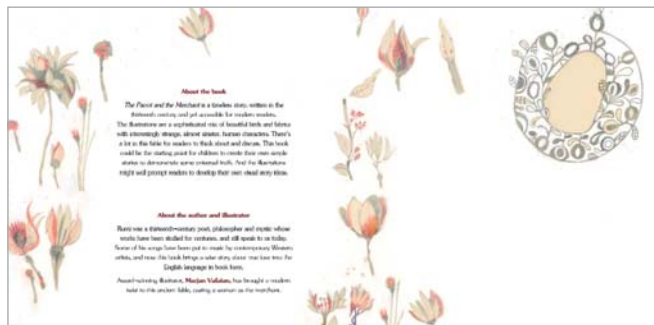 About the book
The Parrot and the Merchant is a timeless story, written in the
thirteenth century and yet accessible for modern readers.
The illustrations are a sophisticated mix of beautiful birds and fabrics
with interestingly strange, almost sinister, human characters. There's
a lot in this fable for readers to think about and discuss. This book
could be the starting point for children to create their own simple
stories to demonstrate some universal truth. And the illustrations
might well prompt readers to develop their own visual story ideas.
About the author and illustrator
Rumi was a thirteenth-century poet, philosopher and mystic whose
works have been studied for centuries, and still speak to us today.
Some of his songs have been put to music by contemporary Western
artists, and now this book brings a wise story about true love into the
English language in book form.
Award-winning illustrator, Marjan Vafaian, has brought a modern
twist to this ancient fable, casting a woman as the merchant.